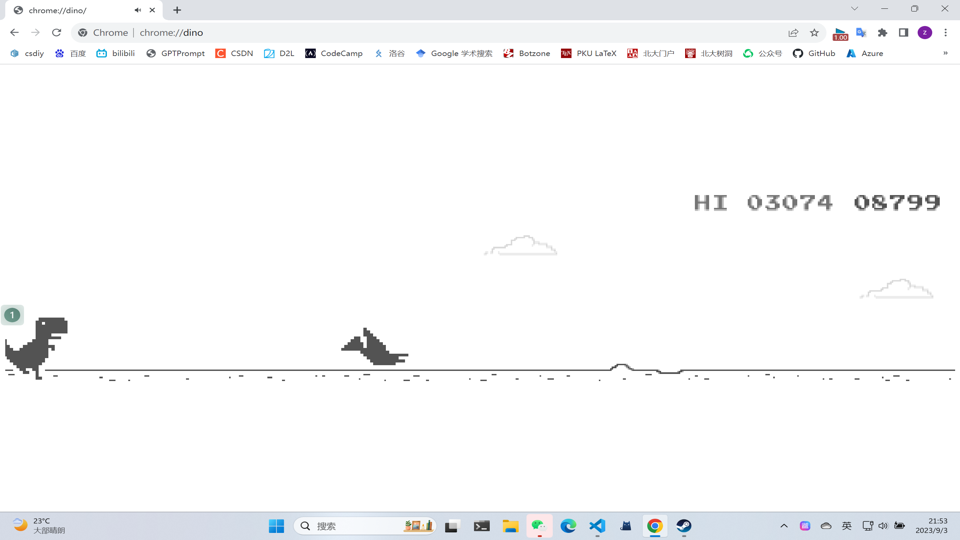 chrome://dino/
Chrome | chrome://dino
1.00
z
csdiy 百度 bilibili GPTPrompt CSDN D2L CodeCamp 洛谷 Google 学术搜索 Botzone PKU LaTeX 北大门户 北大树洞 公众号 GitHub Azure »
HI 03074 08799
1
23°C
大部晴朗
搜索
英
21:53
2023/9/3